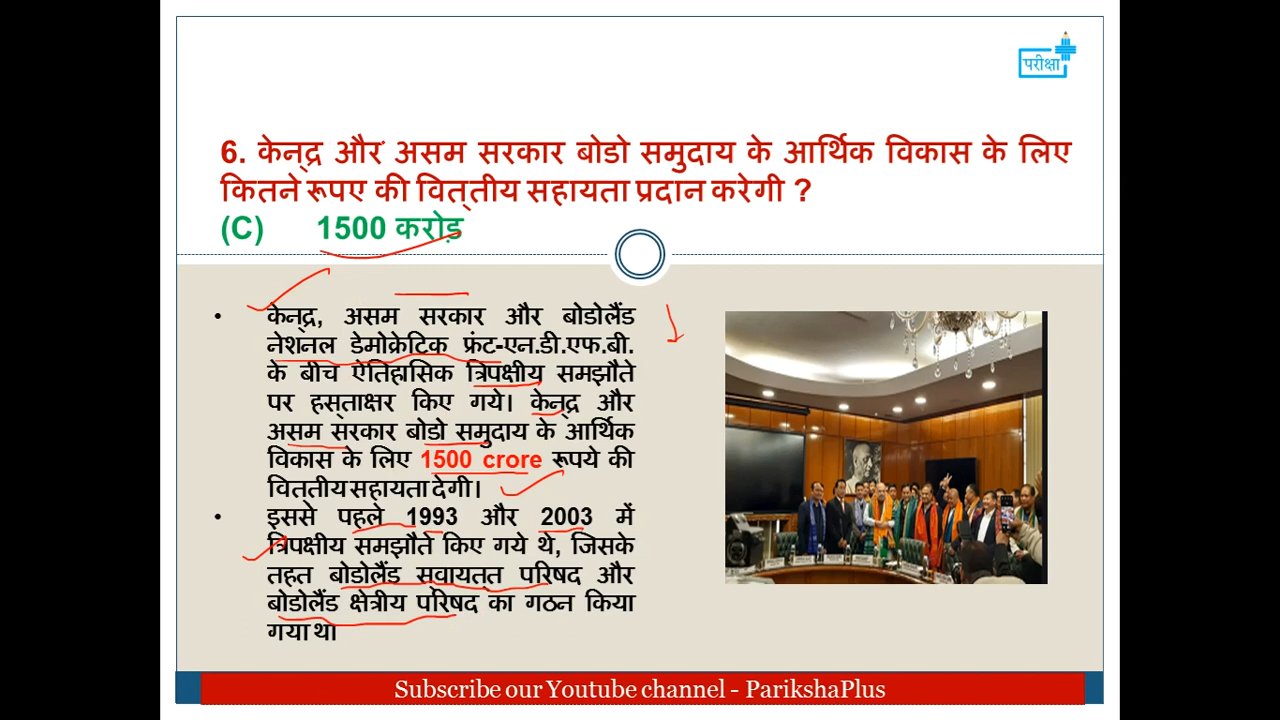 परीक्षा
6. केन्द्र और असम सरकार बोडो समुदाय के आर्थिक विकास के लिए
कितने रूपए की वित्‌तीय सहायता प्रदान करेगी ?
(C) 1500 करोड़
• केन्द्र, असम सरकार और बोडोलैंड
नेशनल डेमोक्रेटिक फ्रंट-एन.डी.एफ.बी.
के बीच ऐतिहासिक त्रिपक्षीय समझौते
पर हस्‌ताक्षर किए गये। केन्द्र और
असम सरकार बोडो समुदाय के आर्थिक
विकास के लिए 1500 crore रूपये की
वित्‌तीय सहायता देगी।
• इससे पहले 1993 और 2003 में
त्रिपक्षीय समझौते किए गये थे, जिसके
तहत बोडोलैंड स्‌वायत्‌त परिषद और
बोडोलैंड क्षेत्रीय परिषद का गठन किया
गया था।
Subscribe our Youtube channel - ParikshaPlus